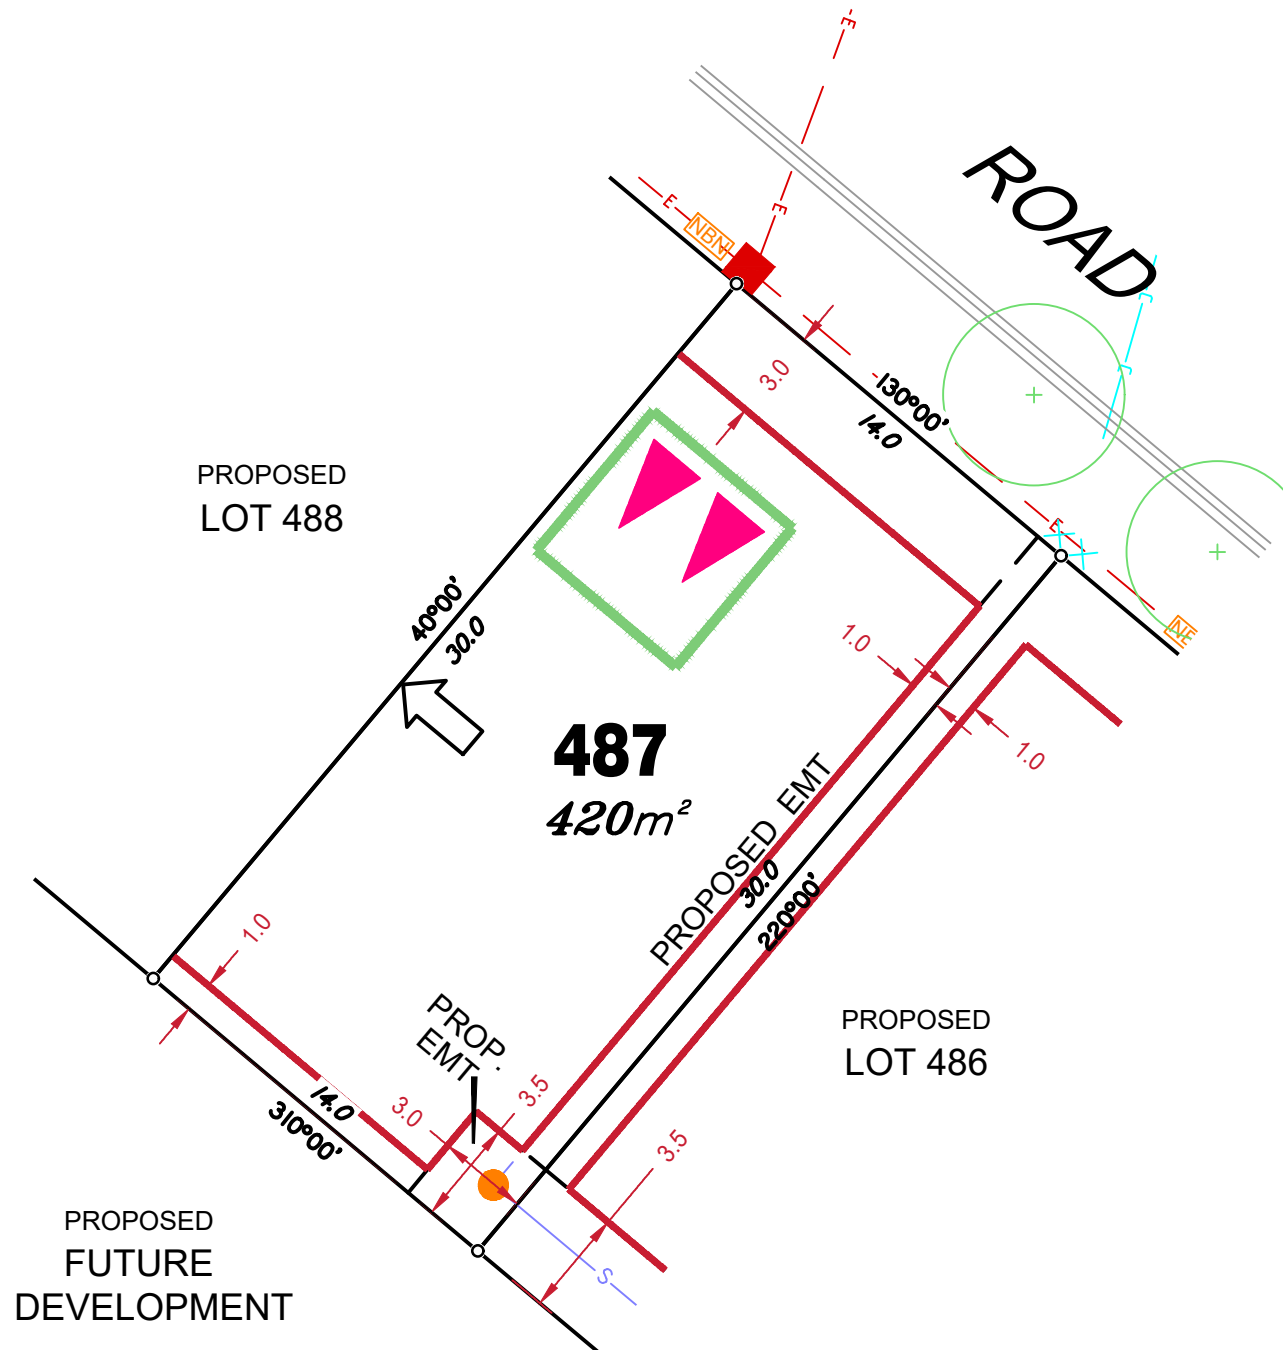 E
ROAD
E
E
NBN
3.0
130°00'
14.0
E
NE
PROPOSED
LOT 488
40°00'
30.0
1.0
1.0
487
420m²
PROPOSED EMT
30.0
220°00'
1.0
PROP.
EMT
14.0
310°00'
3.0
3.5
3.5
PROPOSED
LOT 486
S
PROPOSED
FUTURE
DEVELOPMENT